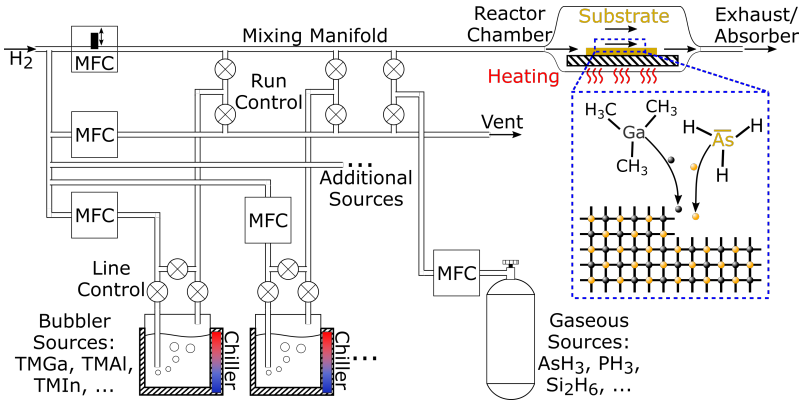 Mixing Manifold
Reactor
Chamber
Substrate
Exhaust/
Absorber
H2
MFC
Heating
Run
Control
MFC
Vent
...
Additional
Sources
MFC
MFC
MFC
Line
Control
Bubbler
Sources:
TMGa, TMAl,
TMIn, ...
Chiller
Chiller
...
Gaseous
Sources:
AsH3, PH3,
Si2H6, ...
H3C
CH3
Ga
CH3
H
H
As
H